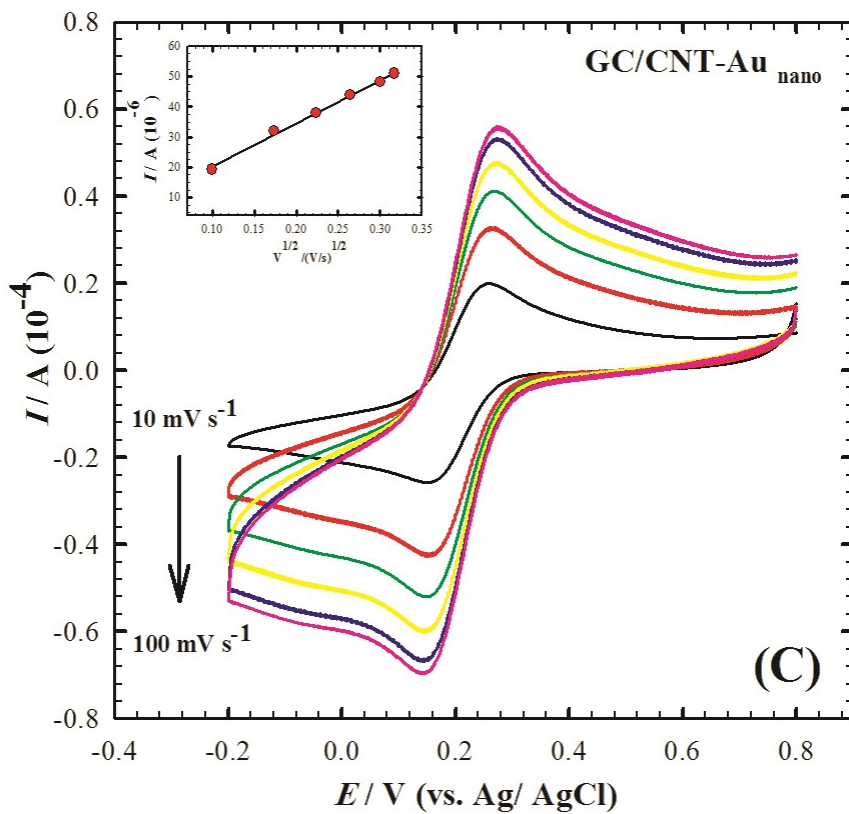 GC/CNT-Au nano
0.8
0.6
0.4
0.2
0.0
-0.2
-0.4
-0.6
-0.8
I / A (10-4)
60
50
40
30
20
10
I / A (10-6)
0.10 0.15 0.20 0.25 0.30 0.35
V1/2/(V/s)1/2
10 mV s-1
100 mV s-1
(C)
-0.4 -0.2 0.0 0.2 0.4 0.6 0.8
E / V (vs. Ag/ AgCl)